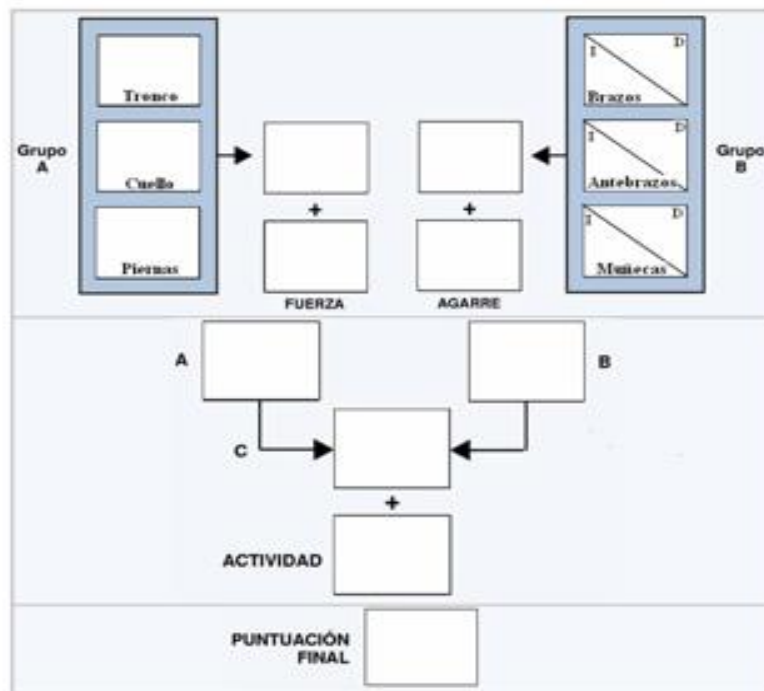 Tronco
Grupo
A
Cuello
Piernas
FUERZA
I
D
Brazos
I
D
Antebrazos
Grupo
B
I
D
Muñecas
AGARRE
+
+
A
B
C
+
ACTIVIDAD
PUNTUACIÓN
FINAL